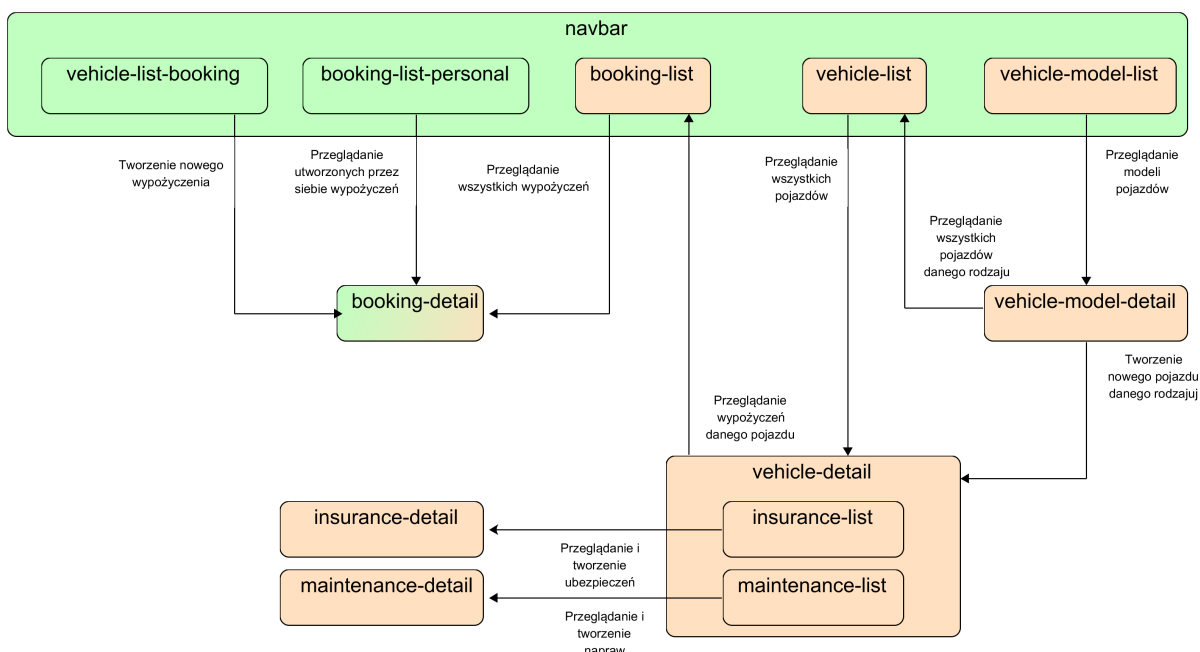 navbar
vehicle-list-booking
booking-list-personal
booking-list
vehicle-list
vehicle-model-list
Tworzenie nowego
wypożyczenia
Przeglądanie
utworzonych przez
siebie wypożyczeń
Przeglądanie
wszystkich wypożyczeń
Przeglądanie
wszystkich
pojazdów
Przeglądanie
modeli
pojazdów
Przeglądanie
wszystkich
pojazdów
danego rodzaju
booking-detail
vehicle-model-detail
Tworzenie
nowego pojazdu
danego rodzajuj
Przeglądanie
wypożyczeń
danego pojazdu
vehicle-detail
insurance-detail
insurance-list
Przeglądanie i
tworzenie
ubezpieczeń
maintenance-detail
maintenance-list
Przeglądanie i
tworzenie
napraw